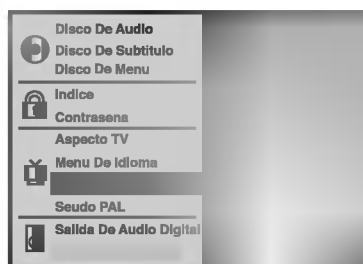 Disco De Audio
Disco De Subtitulo
Disco De Menu
Indice
Contrasena
Aspecto TV
Menu De Idioma
Seudo PAL
Salida De Audio Digital